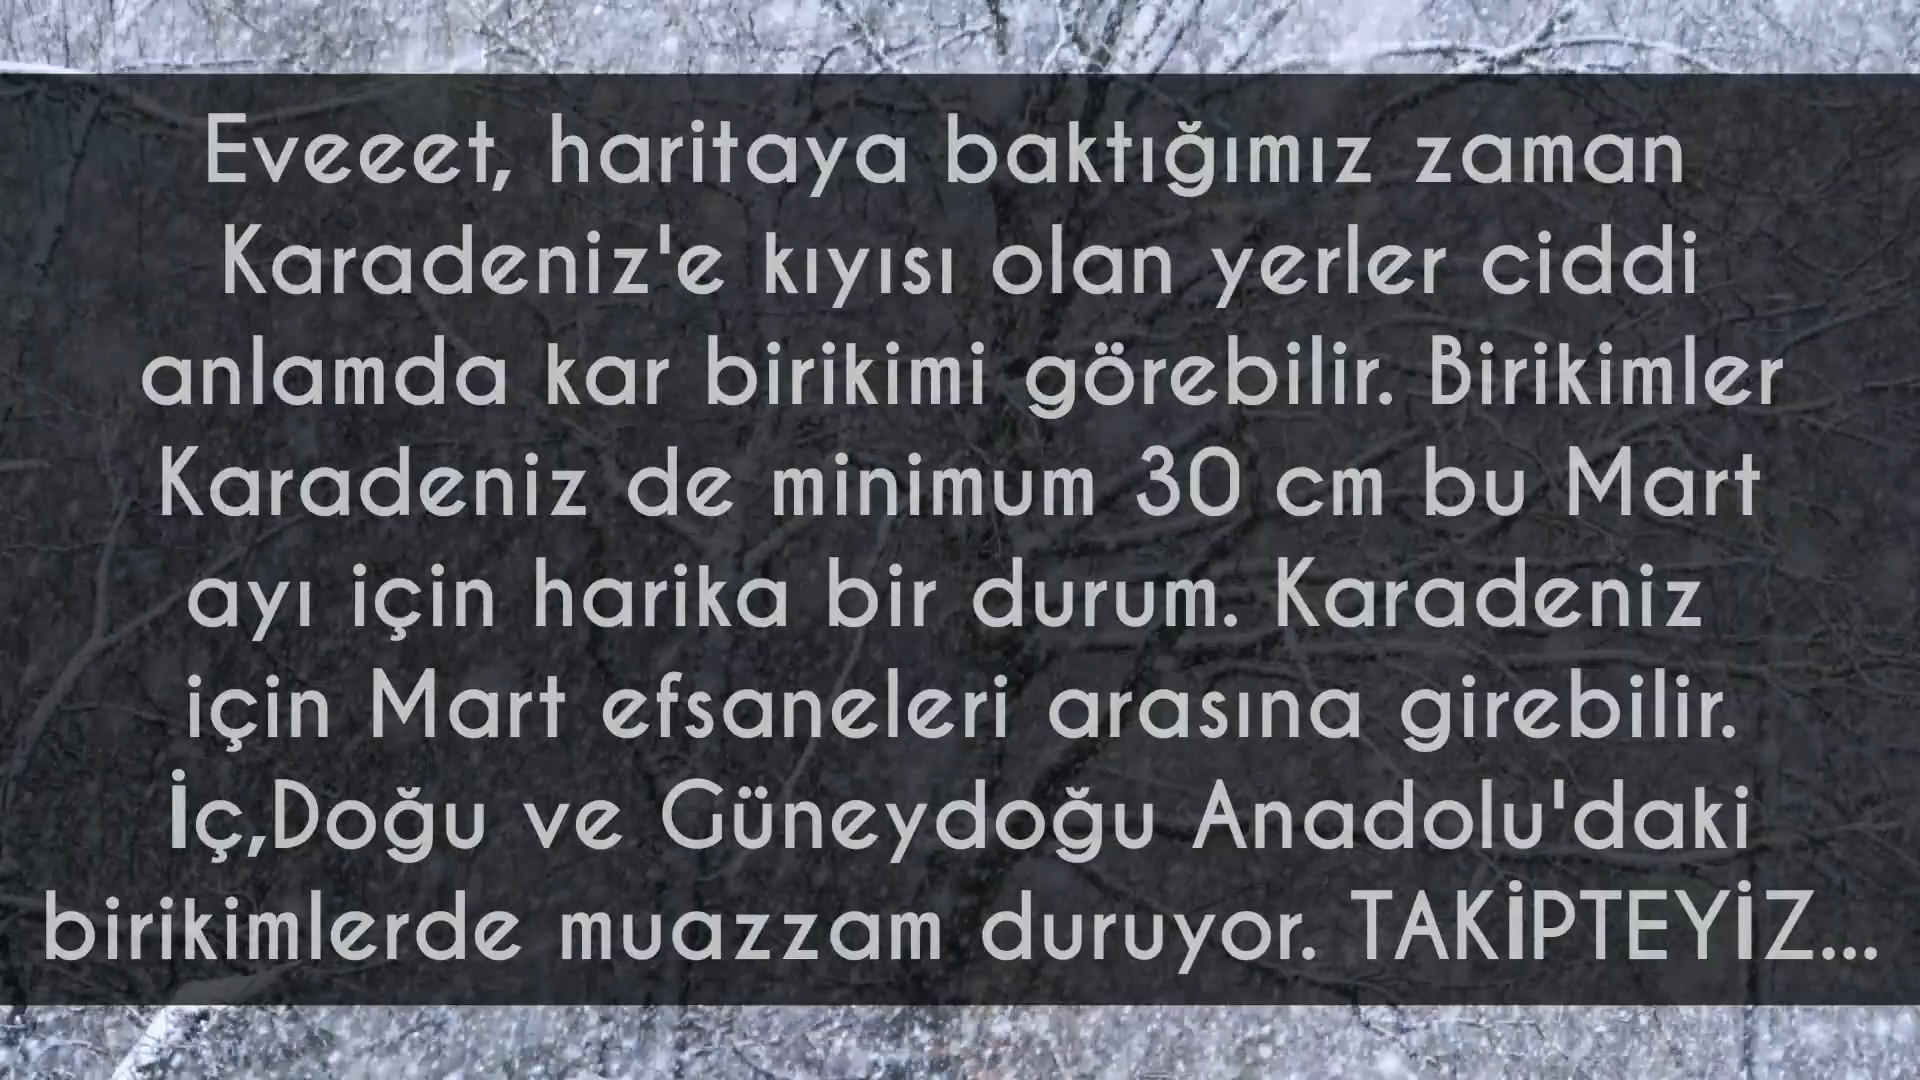 Eveeet, haritaya baktığımız zaman
Karadeniz'e kıyısı olan yerler ciddi
anlamda kar birikimi görebilir. Birikimler
Karadeniz de minimum 30 cm bu Mart
ayı için harika bir durum. Karadeniz
için Mart efsaneleri arasına girebilir.
İç,Doğu ve Güneydoğu Anadolu'daki
birikimlerde muazzam duruyor. TAKİPTEYİZ...